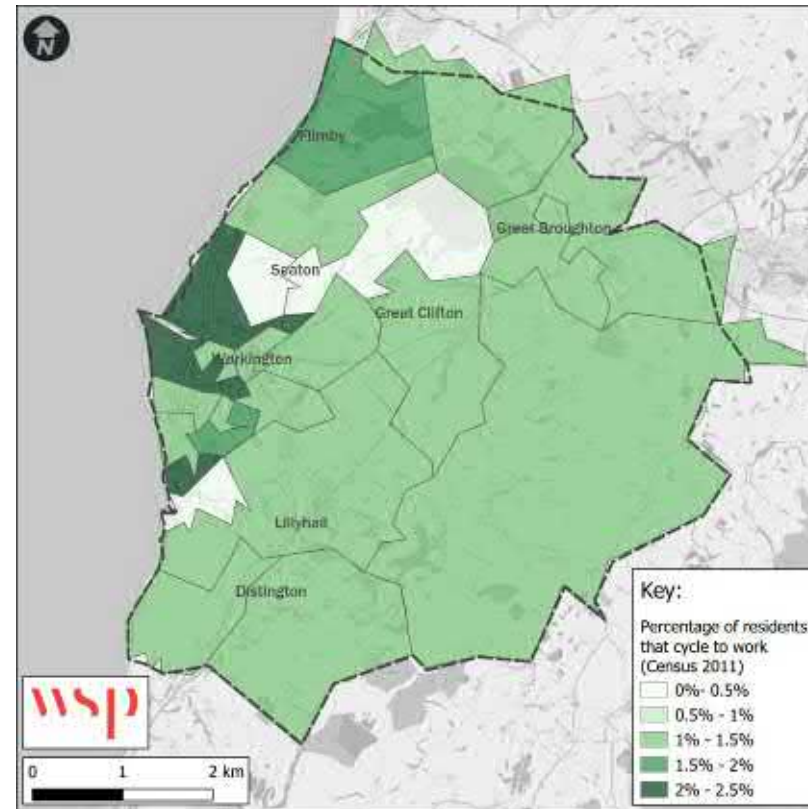 N
Flimby
Seaton
Great Broughton
Great Clifton
Workington
Lillyhall
Distington
Key:
Percentage of residents
that cycle to work
(Census 2011)
0%- 0.5%
0.5% - 1%
1% - 1.5%
1.5% - 2%
2% - 2.5%
wsp
0 1 2 km